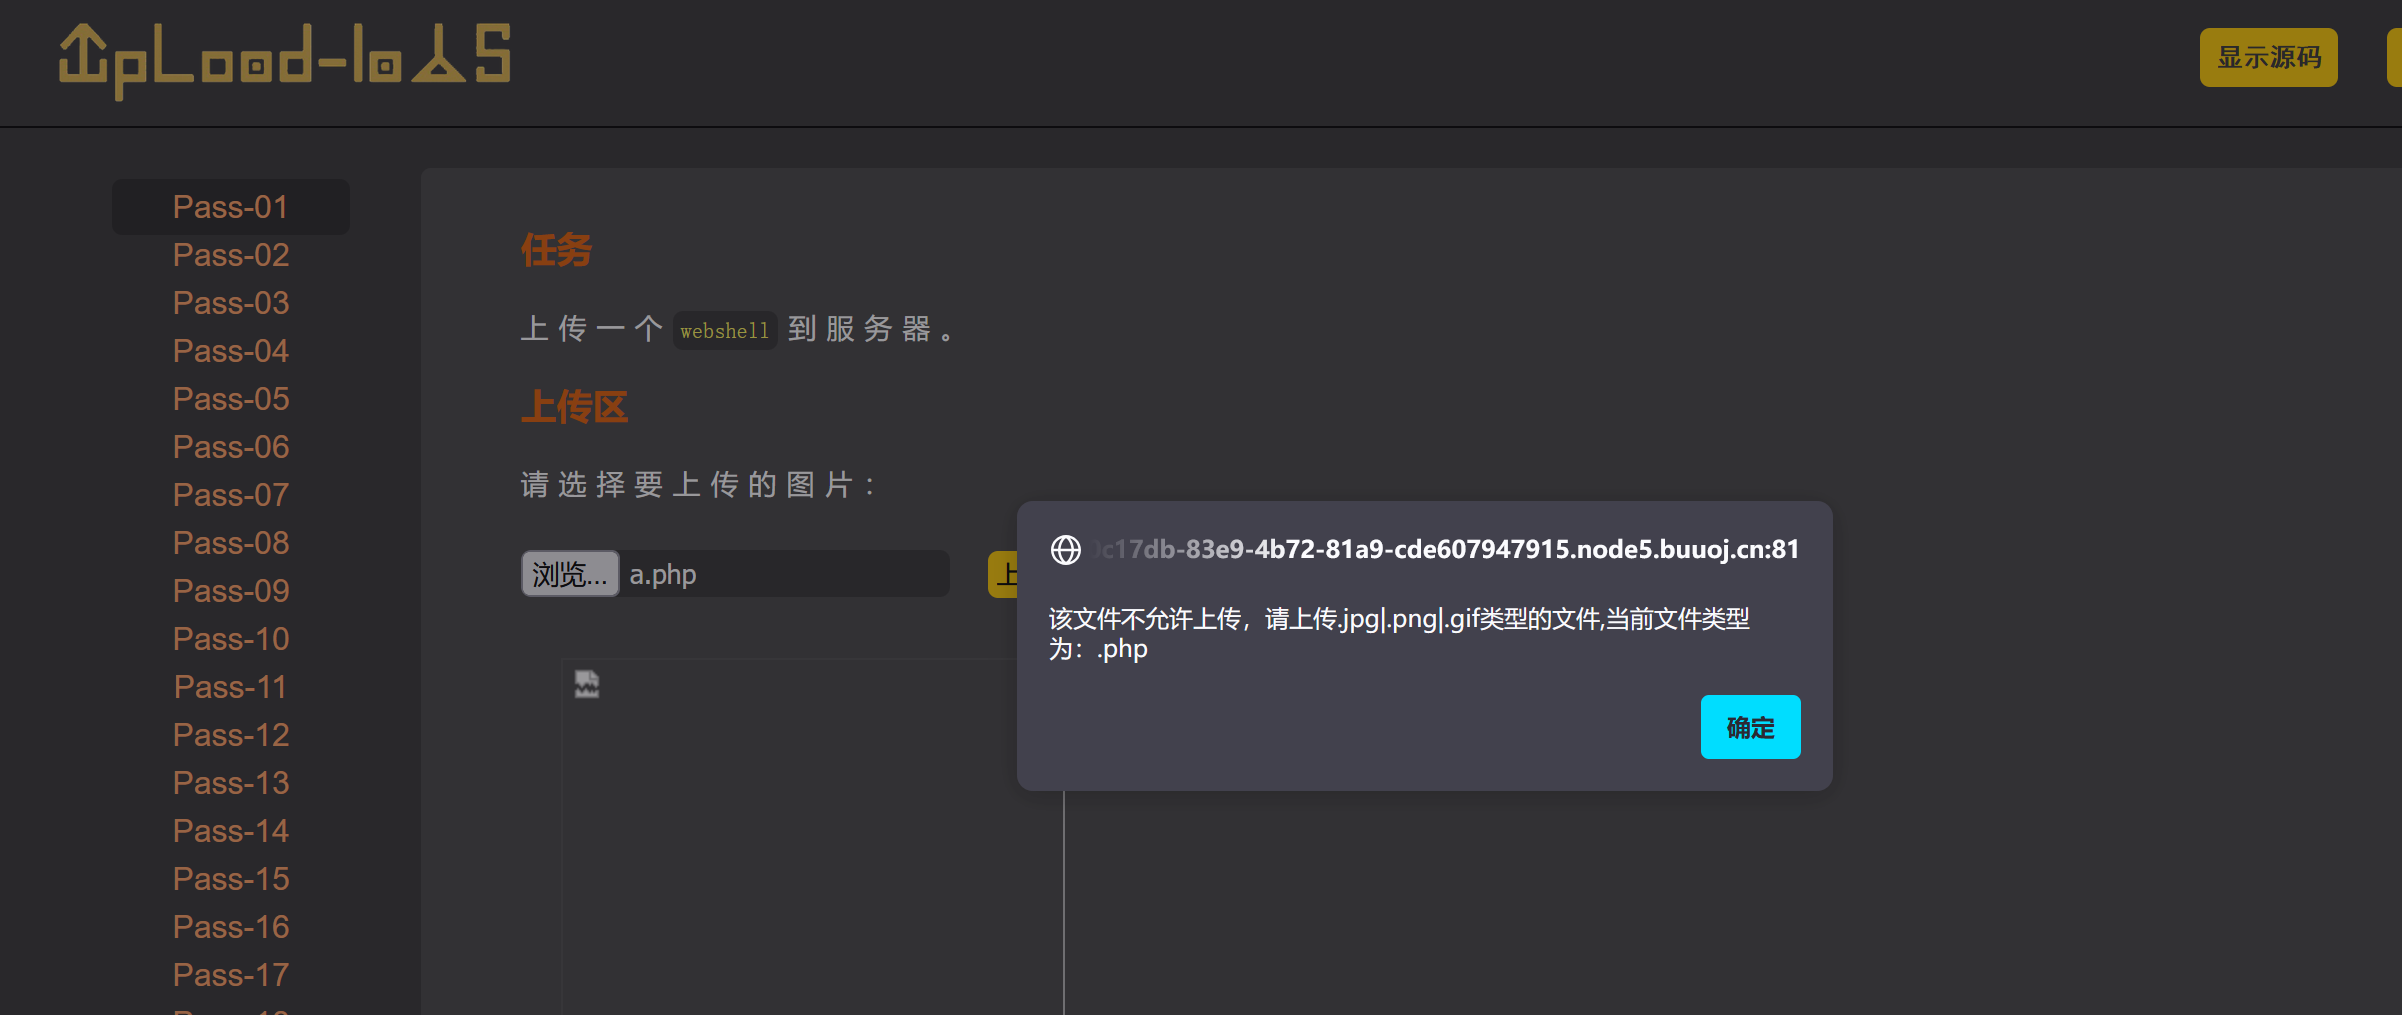 UpLoad-labs
显示源码
Pass-01
Pass-02
Pass-03
Pass-04
Pass-05
Pass-06
Pass-07
Pass-08
Pass-09
Pass-10
Pass-11
Pass-12
Pass-13
Pass-14
Pass-15
Pass-16
Pass-17
任务
上传一个 webshell 到服务器。
上传区
请选择要上传的图片：
浏览... a.php 上
c17db-83e9-4b72-81a9-cde607947915.node5.buuoj.cn:81
该文件不允许上传，请上传.jpg|.png|.gif类型的文件,当前文件类型
为：.php
确定